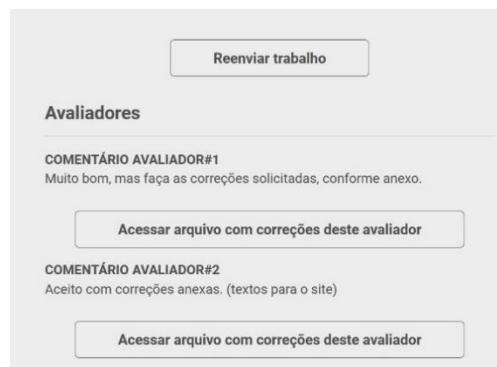 Reenviar trabalho
Avaliadores
COMENTÁRIO AVALIADOR#1
Muito bom, mas faça as correções solicitadas, conforme anexo.
Acessar arquivo com correções deste avaliador
COMENTÁRIO AVALIADOR#2
Aceito com correções anexas. (textos para o site)
Acessar arquivo com correções deste avaliador